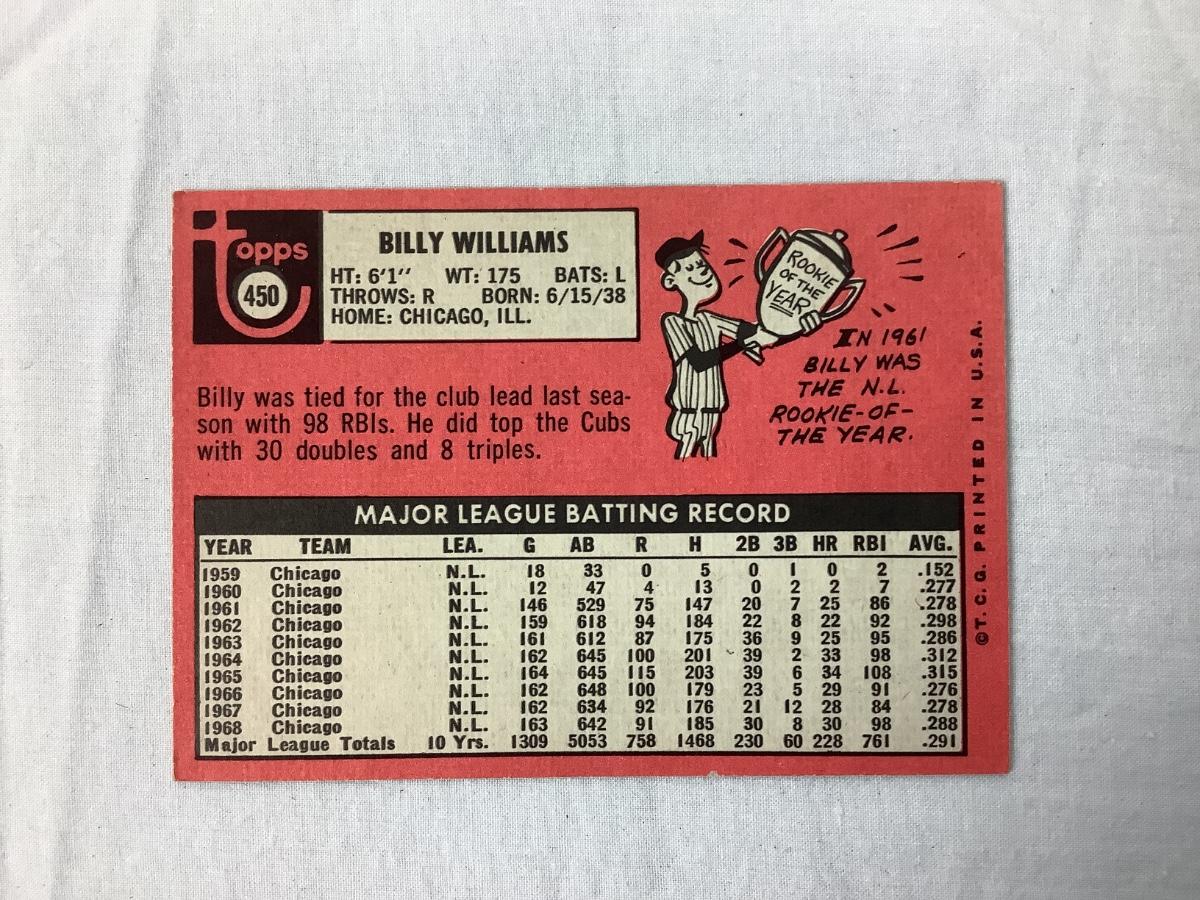 topps
450
BILLY WILLIAMS
HT: 6'1" WT: 175 BATS: L
THROWS: R BORN: 6/15/38
HOME: CHICAGO, ILL.
Billy was tied for the club lead last sea-
son with 98 RBIs. He did top the Cubs
with 30 doubles and 8 triples.
ROOKIE
OF THE
YEAR
IN 1961
BILLY WAS
THE N.L.
ROOKIE-OF-
THE YEAR.
MAJOR LEAGUE BATTING RECORD
YEAR TEAM LEA. G AB R H 2B 3B HR RBI AVG.
1959 Chicago N.L. 18 33 0 5 0 1 0 2 .152
1960 Chicago N.L. 12 47 4 13 0 2 2 7 .277
1961 Chicago N.L. 146 529 75 147 20 7 25 86 .278
1962 Chicago N.L. 159 618 94 184 22 8 22 92 .298
1963 Chicago N.L. 161 612 87 175 36 9 25 95 .286
1964 Chicago N.L. 162 645 100 201 39 2 33 98 .312
1965 Chicago N.L. 164 645 115 203 39 6 34 108 .315
1966 Chicago N.L. 162 648 100 179 23 5 29 91 .276
1967 Chicago N.L. 162 634 92 176 21 12 28 84 .278
1968 Chicago N.L. 163 642 91 185 30 8 30 98 .288
Major League Totals 10 Yrs. 1309 5053 758 1468 230 60 228 761 .291
©T.C.G. PRINTED IN U.S.A.